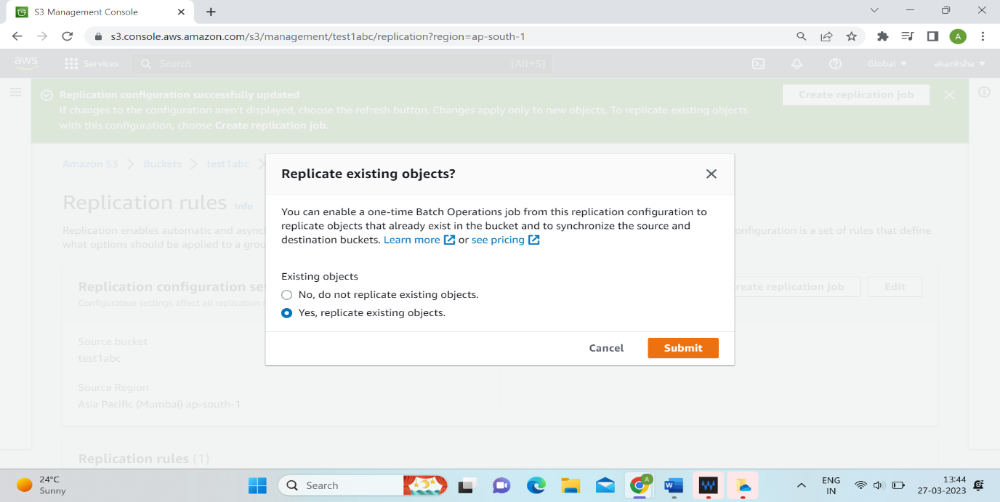 S3 Management Console
s3.console.aws.amazon.com/s3/management/test1abc/replication?region=ap-south-1
A
aws
Services
Search
[Alt+S]
Global
akanksha
Replication configuration successfully updated
If changes to the configuration aren't displayed, choose the refresh button. Changes apply only to new objects. To replicate existing objects
with this configuration, choose Create replication job.
Create replication job
Amazon S3
Buckets
test1abc
Replication rules Info
Replication enables automatic and async
onfiguration is a set of rules that define
what options should be applied to a grou
Replicate existing objects?
You can enable a one-time Batch Operations job from this replication configuration to
replicate objects that already exist in the bucket and to synchronize the source and
destination buckets. Learn more or see pricing
Existing objects
No, do not replicate existing objects.
Yes, replicate existing objects.
Cancel
Submit
Replication configuration set
Configuration settings affect all replication
reate replication job
Edit
Source bucket
test1abc
Source Region
Asia Pacific (Mumbai) ap-south-1
Replication rules (1)
24°C
Sunny
Search
A
W
ENG
IN
13:44
27-03-2023